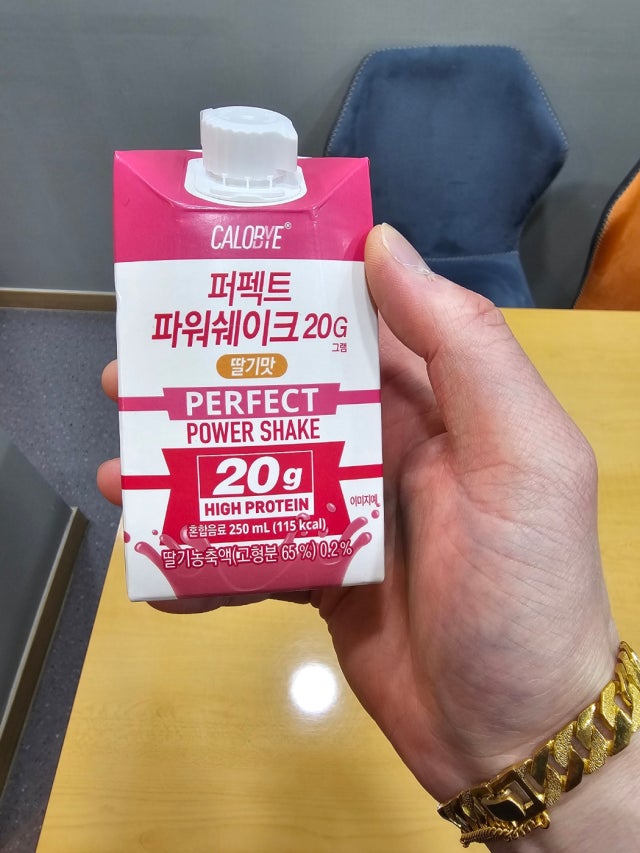 CALOBYE®
퍼펙트
파워쉐이크 20G
그램
딸기맛
PERFECT
POWER SHAKE
20g
HIGH PROTEIN
이미지예
혼합음료 250 mL (115 kcal)
딸기농축액(고형분 65 %) 0.2 %